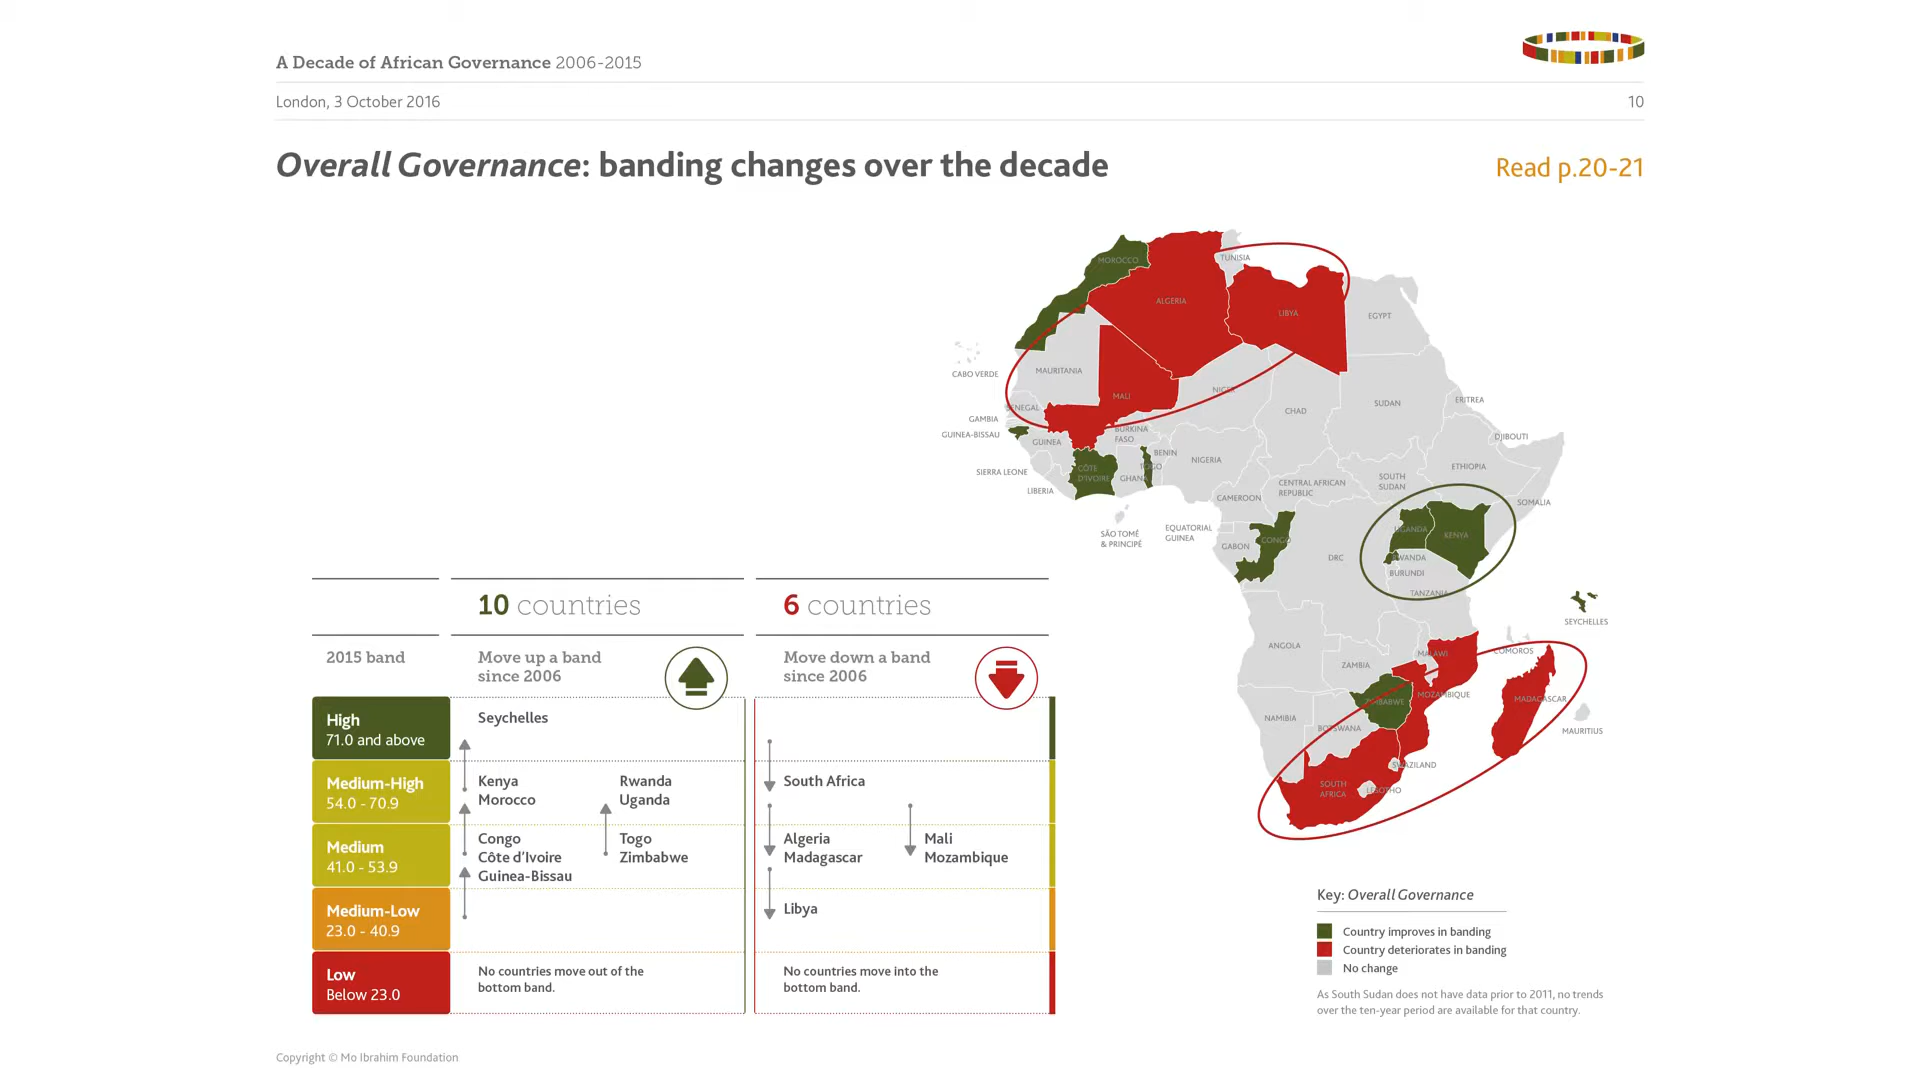 A Decade of African Governance 2006-2015
London, 3 October 2016
10
Overall Governance: banding changes over the decade
Read p.20-21
MOROCCO
TUNISIA
ALGERIA
LIBYA
EGYPT
MAURITANIA
CABO VERDE
MALI
NIGER
CHAD
SUDAN
ERITREA
SENEGAL
GAMBIA
GUINEA-BISSAU
GUINEA
BURKINA
FASO
DJIBOUTI
BENIN
NIGERIA
SIERRA LEONE
LIBERIA
CÔTE
D'IVOIRE
GHANA
TOGO
CENTRAL AFRICAN
REPUBLIC
SOUTH
SUDAN
ETHIOPIA
SOMALIA
CAMEROON
SÃO TOMÉ
& PRINCIPÉ
EQUATORIAL
GUINEA
GABON
CONGO
DRC
UGANDA
KENYA
RWANDA
BURUNDI
TANZANIA
SEYCHELLES
ANGOLA
ZAMBIA
MALAWI
COMOROS
MOZAMBIQUE
MADAGASCAR
ZIMBABWE
NAMIBIA
BOTSWANA
MAURITIUS
SWAZILAND
SOUTH
AFRICA
LESOTHO
10 countries
6 countries
2015 band
Move up a band
since 2006
Move down a band
since 2006
High
71.0 and above
Seychelles
Medium-High
54.0 - 70.9
Kenya
Morocco
Rwanda
Uganda
South Africa
Medium
41.0 - 53.9
Congo
Côte d'Ivoire
Guinea-Bissau
Togo
Zimbabwe
Algeria
Madagascar
Mali
Mozambique
Medium-Low
23.0 - 40.9
Libya
Low
Below 23.0
No countries move out of the
bottom band.
No countries move into the
bottom band.
Key: Overall Governance
Country improves in banding
Country deteriorates in banding
No change
As South Sudan does not have data prior to 2011, no trends
over the ten-year period are available for that country.
Copyright © Mo Ibrahim Foundation